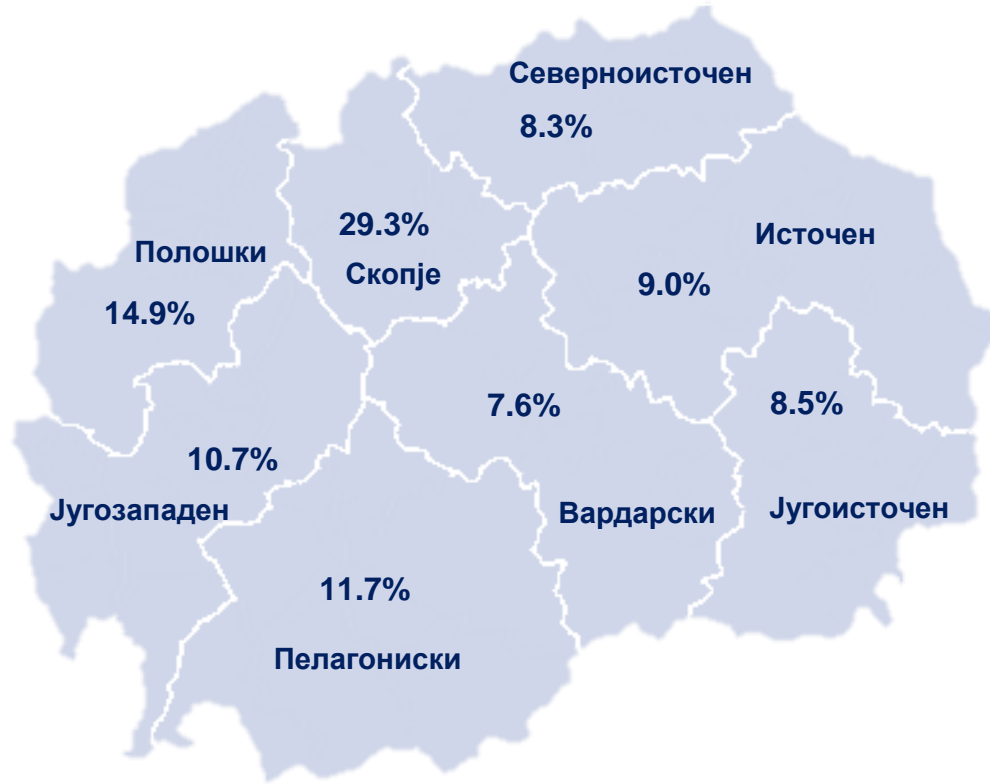 Северноисточен
8.3%
29.3%
Скопје
Полошки
14.9%
Источен
9.0%
7.6%
Вардарски
8.5%
Југоисточен
10.7%
Југозападен
11.7%
Пелагониски